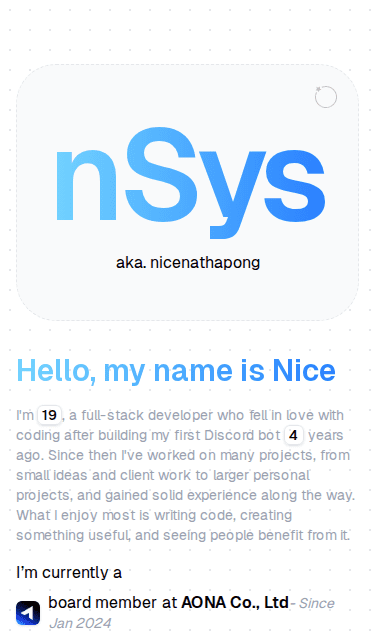 nSys
aka. nicenathapong
Hello, my name is Nice
I'm 19, a full-stack developer who fell in love with
coding after building my first Discord bot 4 years
ago. Since then I've worked on many projects, from
small ideas and client work to larger personal
projects, and gained solid experience along the way.
What I enjoy most is writing code, creating
something useful, and seeing people benefit from it.
I'm currently a
board member at AONA Co., Ltd - Since
Jan 2024